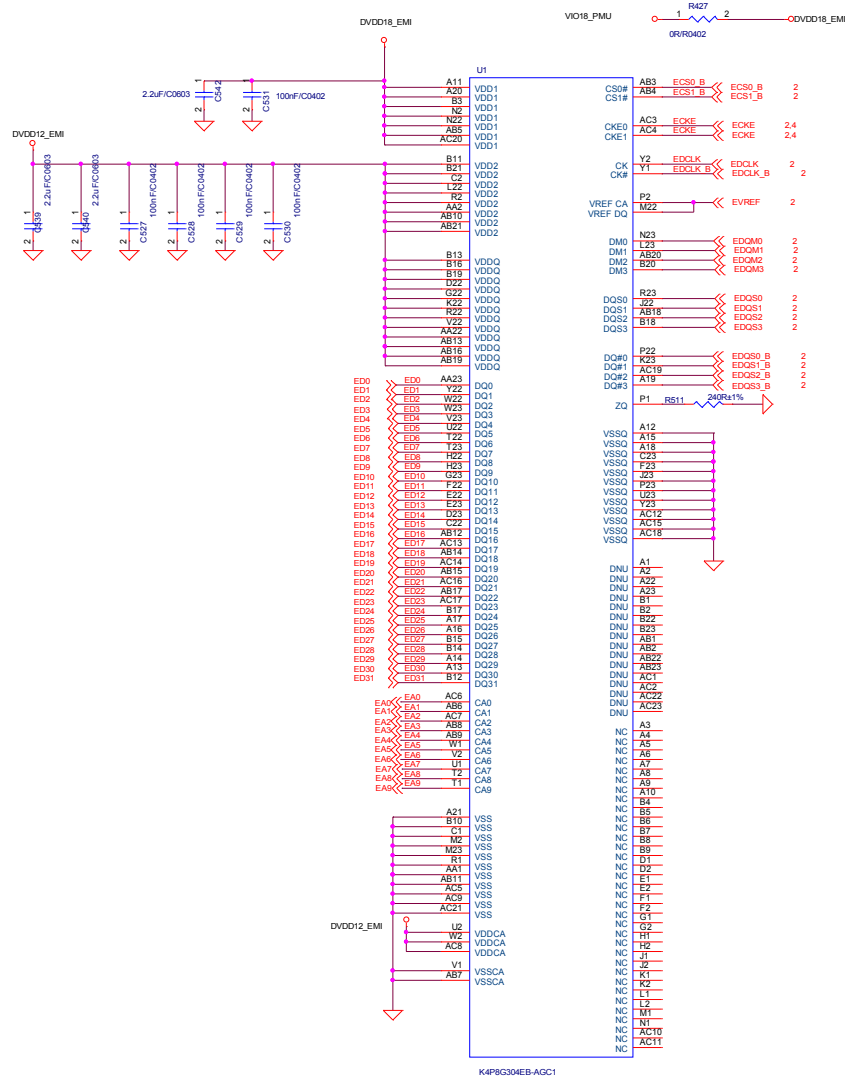 R427
VIO18_PMU 1 2 DVDD18_EMI
0R/R0402
DVDD18_EMI
U1
2.2uF/C0603 1 2 C542 1 2 C531 100nF/C0402
A11 VDD1
A20 VDD1
B3 VDD1
N2 VDD1
N22 VDD1
AB5 VDD1
AC20 VDD1
DVDD12_EMI
2.2uF/C0603 1 2 C539
2.2uF/C0603 1 2 C540
100nF/C0402 1 2 C527
100nF/C0402 1 2 C528
100nF/C0402 1 2 C529
100nF/C0402 1 2 C530
B11 VDD2
B21 VDD2
C2 VDD2
L22 VDD2
R2 VDD2
AA2 VDD2
AB10 VDD2
AB21 VDD2
B13 VDDQ
B16 VDDQ
B19 VDDQ
D22 VDDQ
G22 VDDQ
K22 VDDQ
R22 VDDQ
V22 VDDQ
AA22 VDDQ
AB13 VDDQ
AB16 VDDQ
AB19 VDDQ
ED0 ED0 AA23 DQ0
ED1 ED1 Y22 DQ1
ED2 ED2 W22 DQ2
ED3 ED3 W23 DQ3
ED4 ED4 V23 DQ4
ED5 ED5 U22 DQ5
ED6 ED6 T22 DQ6
ED7 ED7 T23 DQ7
ED8 ED8 H22 DQ8
ED9 ED9 H23 DQ9
ED10 ED10 G23 DQ10
ED11 ED11 F22 DQ11
ED12 ED12 E22 DQ12
ED13 ED13 E23 DQ13
ED14 ED14 D23 DQ14
ED15 ED15 C22 DQ15
ED16 ED16 AB12 DQ16
ED17 ED17 AC13 DQ17
ED18 ED18 AB14 DQ18
ED19 ED19 AC14 DQ19
ED20 ED20 AB15 DQ20
ED21 ED21 AC16 DQ21
ED22 ED22 AB17 DQ22
ED23 ED23 AC17 DQ23
ED24 ED24 B17 DQ24
ED25 ED25 A17 DQ25
ED26 ED26 A16 DQ26
ED27 ED27 B15 DQ27
ED28 ED28 B14 DQ28
ED29 ED29 A14 DQ29
ED30 ED30 A13 DQ30
ED31 ED31 B12 DQ31
EA0 EA0 AC6 CA0
EA1 EA1 AB6 CA1
EA2 EA2 AC7 CA2
EA3 EA3 AB8 CA3
EA4 EA4 AB9 CA4
EA5 EA5 W1 CA5
EA6 EA6 V2 CA6
EA7 EA7 U1 CA7
EA8 EA8 T2 CA8
EA9 EA9 T1 CA9
A21 VSS
B10 VSS
C1 VSS
M2 VSS
M23 VSS
R1 VSS
AA1 VSS
AB11 VSS
AC5 VSS
AC9 VSS
AC21 VSS
DVDD12_EMI
U2 VDDCA
W2 VDDCA
AC8 VDDCA
V1 VSSCA
AB7 VSSCA
CS0# AB3 ECS0_B ECS0_B 2
CS1# AB4 ECS1_B ECS1_B 2
CKE0 AC3 ECKE ECKE 2,4
CKE1 AC4 ECKE ECKE 2,4
CK Y2 EDCLK EDCLK 2
CK# Y1 EDCLK_B EDCLK_B 2
VREF CA P2 EVREF 2
VREF DQ M22
DM0 N23 EDQM0 2
DM1 L23 EDQM1 2
DM2 AB20 EDQM2 2
DM3 B20 EDQM3 2
DQS0 R23 EDQS0 2
DQS1 J22 EDQS1 2
DQS2 AB18 EDQS2 2
DQS3 B18 EDQS3 2
DQ#0 P22 EDQS0_B 2
DQ#1 K23 EDQS1_B 2
DQ#2 AC19 EDQS2_B 2
DQ#3 A19 EDQS3_B 2
ZQ P1 R511 240R±1%
VSSQ A12
VSSQ A15
VSSQ A18
VSSQ C23
VSSQ F23
VSSQ J23
VSSQ P23
VSSQ U23
VSSQ Y23
VSSQ AC12
VSSQ AC15
VSSQ AC18
DNU A1
DNU A2
DNU A22
DNU A23
DNU B1
DNU B2
DNU B22
DNU B23
DNU AB1
DNU AB2
DNU AB22
DNU AB23
DNU AC1
DNU AC2
DNU AC22
DNU AC23
NC A3
NC A4
NC A5
NC A6
NC A7
NC A8
NC A9
NC A10
NC B4
NC B5
NC B6
NC B7
NC B8
NC B9
NC D1
NC D2
NC E1
NC E2
NC F1
NC F2
NC G1
NC G2
NC H1
NC H2
NC J1
NC J2
NC K1
NC K2
NC L1
NC L2
NC M1
NC N1
NC AC10
NC AC11
K4P8G304EB-AGC1